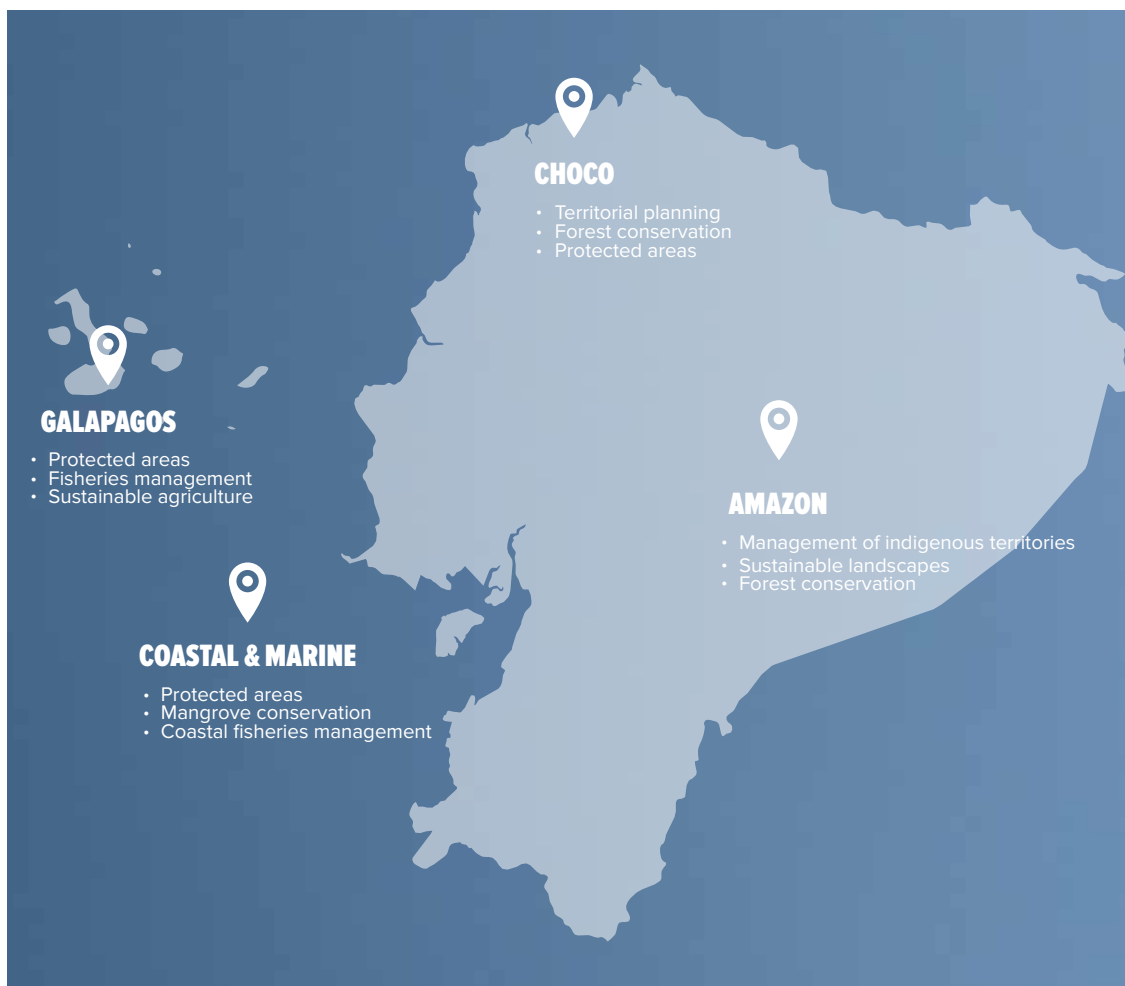 CHOCO
• Territorial planning
• Forest conservation
• Protected areas
GALAPAGOS
• Protected areas
• Fisheries management
• Sustainable agriculture
AMAZON
• Management of indigenous territories
• Sustainable landscapes
• Forest conservation
COASTAL & MARINE
• Protected areas
• Mangrove conservation
• Coastal fisheries management